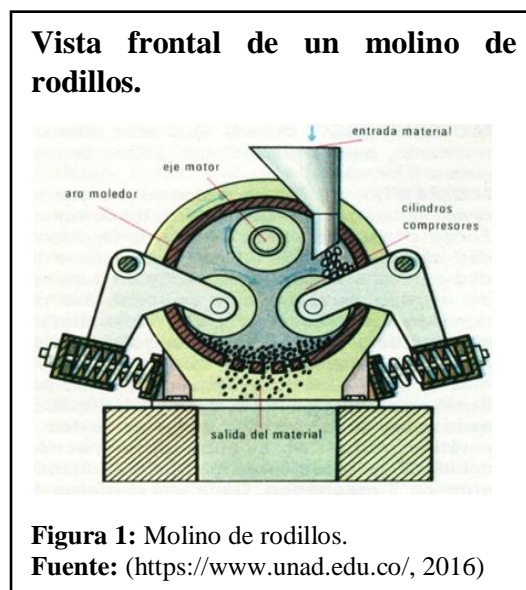 Vista frontal de un molino de
rodillos.
entrada material
eje motor
aro moledor
cilindros
compresores
salida del material
Figura 1: Molino de rodillos.
Fuente: (https://www.unad.edu.co/, 2016)